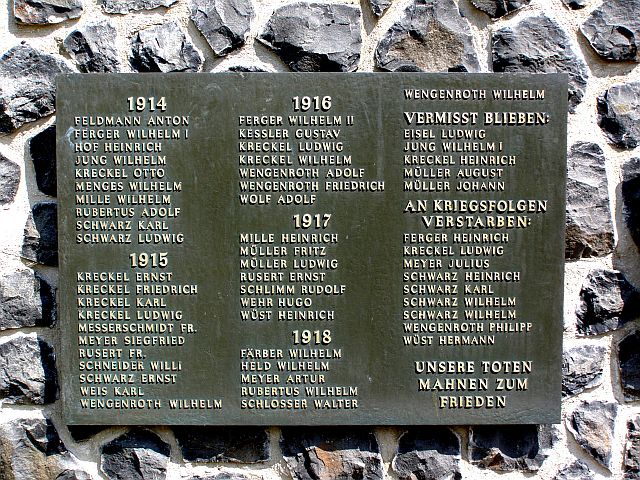 1914
FELDMANN ANTON
FERGER WILHELM I
HOF HEINRICH
JUNG WILHELM
KRECKEL OTTO
MENGES WILHELM
MILLE WILHELM
RUBERTUS ADOLF
SCHWARZ KARL
SCHWARZ LUDWIG
1915
KRECKEL ERNST
KRECKEL FRIEDRICH
KRECKEL KARL
KRECKEL LUDWIG
MESSERSCHMIDT FR.
MEYER SIEGFRIED
RUSERT FR.
SCHNEIDER WILLI
SCHWARZ ERNST
WEIS KARL
WENGENROTH WILHELM
1916
FERGER WILHELM II
KESSLER GUSTAV
KRECKEL LUDWIG
KRECKEL WILHELM
WENGENROTH ADOLF
WENGENROTH FRIEDRICH
WOLF ADOLF
1917
MILLE HEINRICH
MÜLLER FRITZ
MÜLLER LUDWIG
RUSERT ERNST
SCHLIMM RUDOLF
WEHR HUGO
WÜST HEINRICH
1918
FÄRBER WILHELM
HELD WILHELM
MEYER ARTUR
RUBERTUS WILHELM
SCHLOSSER WALTER
WENGENROTH WILHELM
VERMISST BLIEBEN:
EISEL LUDWIG
JUNG WILHELM I
KRECKEL HEINRICH
MÜLLER AUGUST
MÜLLER JOHANN
AN KRIEGSFOLGEN
VERSTARBEN:
FERGER HEINRICH
KRECKEL LUDWIG
MEYER JULIUS
SCHWARZ HEINRICH
SCHWARZ KARL
SCHWARZ WILHELM
SCHWARZ WILHELM
WENGENROTH PHILIPP
WÜST HERMANN
UNSERE TOTEN
MAHNEN ZUM
FRIEDEN